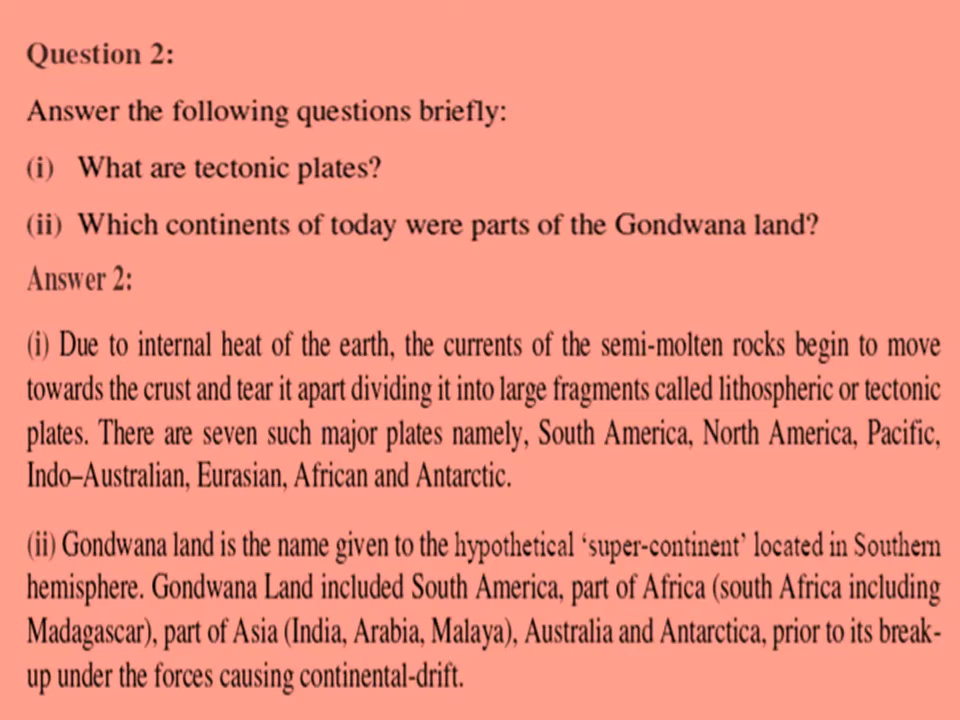 Question 2:
Answer the following questions briefly:
(i) What are tectonic plates?
(ii) Which continents of today were parts of the Gondwana land?
Answer 2:
(i) Due to internal heat of the earth, the currents of the semi-molten rocks begin to move
towards the crust and tear it apart dividing it into large fragments called lithospheric or tectonic
plates. There are seven such major plates namely, South America, North America, Pacific,
Indo–Australian, Eurasian, African and Antarctic.
(ii) Gondwana land is the name given to the hypothetical ‘super-continent’ located in Southern
hemisphere. Gondwana Land included South America, part of Africa (south Africa including
Madagascar), part of Asia (India, Arabia, Malaya), Australia and Antarctica, prior to its break-
up under the forces causing continental-drift.